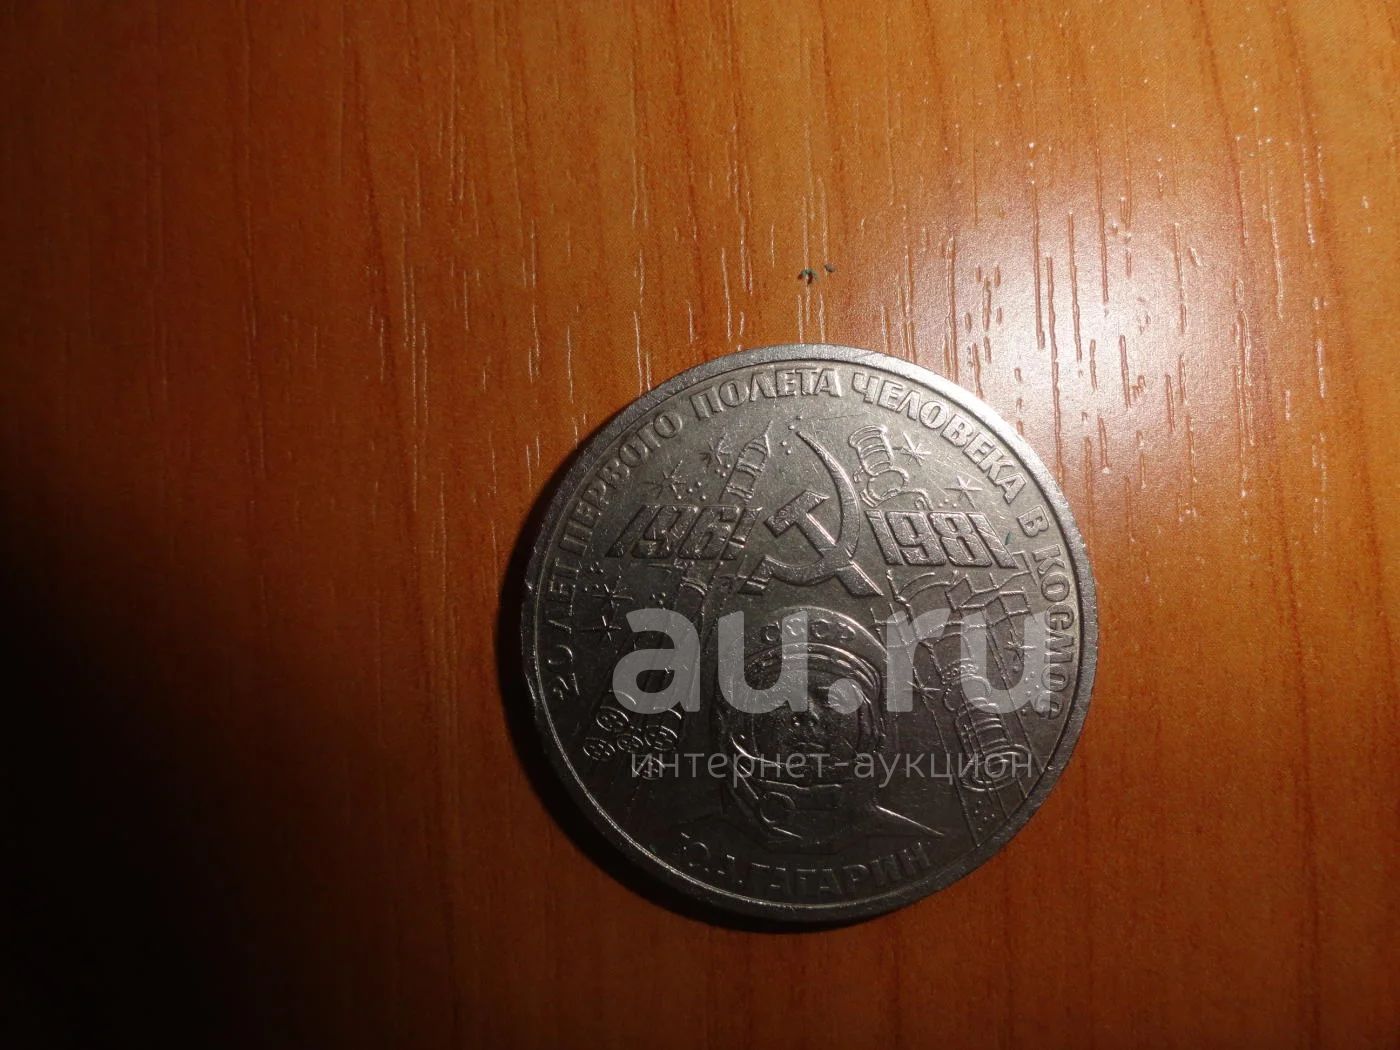 20 ЛЕТ ПЕРВОГО ПОЛЕТА ЧЕЛОВЕКА В КОСМОС
1961 1981
СССР
Ю.А.ГАГАРИН
au.ru
интернет-аукцион